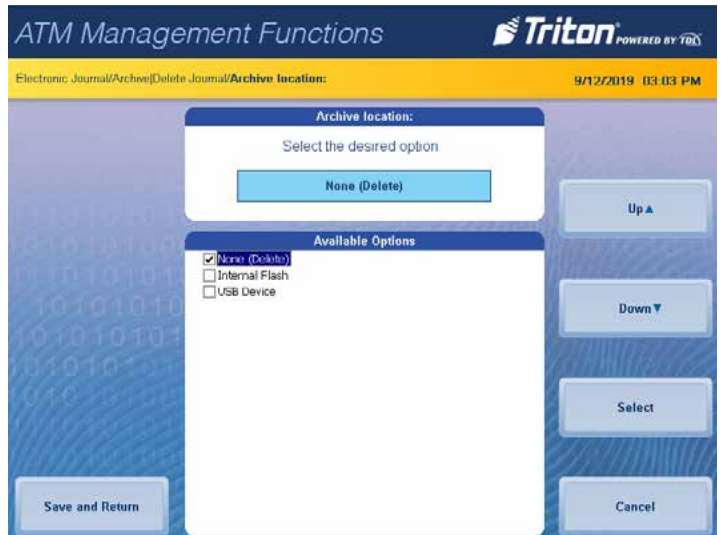 ATM Management Functions
Triton POWERED BY TDL
Electronic Journal/Archive|Delete Journal/Archive location:
9/12/2019 03:03 PM
Archive location:
Select the desired option
None (Delete)
Available Options
None (Delete)
Internal Flash
USB Device
Up
Down
Select
Save and Return
Cancel